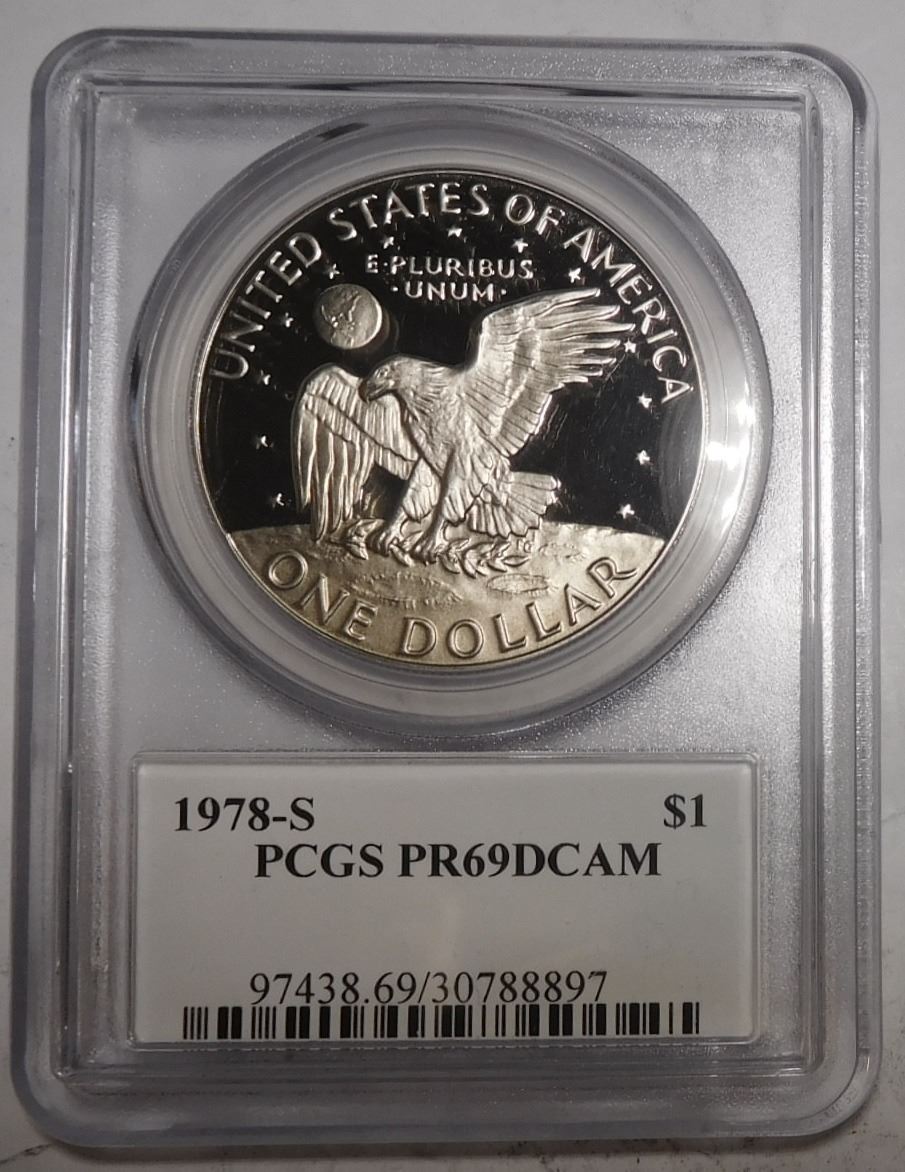 UNITED STATES OF AMERICA
E·PLURIBUS
·UNUM·
ONE DOLLAR
1978-S $1
PCGS PR69DCAM
97438.69/30788897